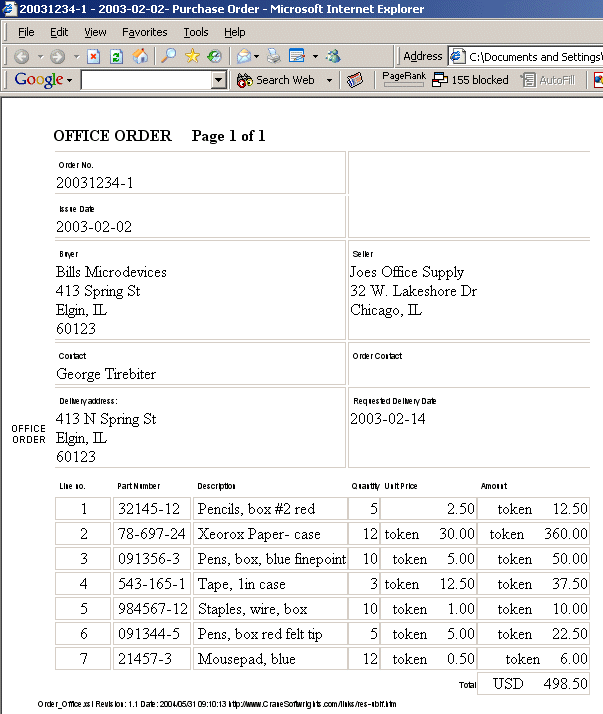 20031234-1 - 2003-02-02- Purchase Order - Microsoft Internet Explorer
File Edit View Favorites Tools Help
Address C:\Documents and Settings\
Google Search Web PageRank 155 blocked AutoFill
OFFICE ORDER Page 1 of 1
Order No.
20031234-1
Issue Date
2003-02-02
Buyer Seller
Bills Microdevices Joes Office Supply
413 Spring St 32 W. Lakeshore Dr
Elgin, IL Chicago, IL
60123
Contact Order Contact
George Tirebiter
Delivery address: Requested Delivery Date
413 N Spring St 2003-02-14
Elgin, IL
60123
OFFICE
ORDER
Line no. Part Number Description Quantity Unit Price Amount
1 32145-12 Pencils, box #2 red 5 2.50 token 12.50
2 78-697-24 Xeorox Paper- case 12 token 30.00 token 360.00
3 091356-3 Pens, box, blue finepoint 10 token 5.00 token 50.00
4 543-165-1 Tape, 1in case 3 token 12.50 token 37.50
5 984567-12 Staples, wire, box 10 token 1.00 token 10.00
6 091344-5 Pens, box red felt tip 5 token 5.00 token 22.50
7 21457-3 Mousepad, blue 12 token 0.50 token 6.00
Total USD 498.50
Order_Office.xsl Revision: 1.1 Date: 2004/05/31 09:10:13 http://www.CraneSoftwrights.com/links/res-ubff.htm